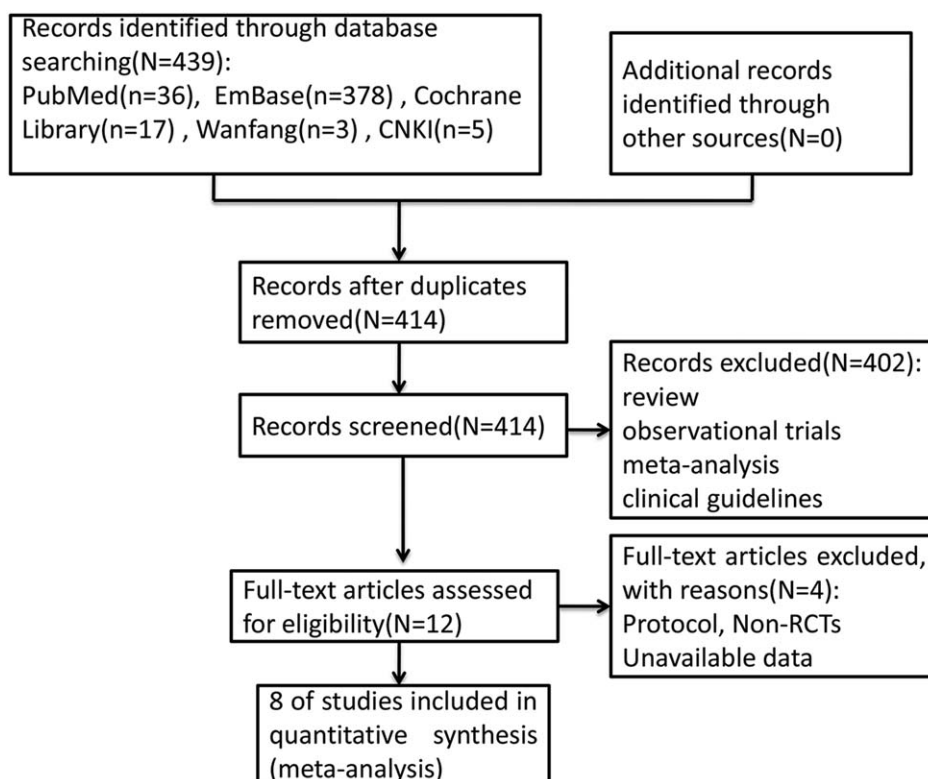 Records identified through database
searching(N=439):
PubMed(n=36), EmBase(n=378) , Cochrane
Library(n=17) , Wanfang(n=3) , CNKI(n=5)
Additional records
identified through
other sources(N=0)
Records after duplicates
removed(N=414)
Records screened(N=414)
Records excluded(N=402):
review
observational trials
meta-analysis
clinical guidelines
Full-text articles assessed
for eligibility(N=12)
Full-text articles excluded,
with reasons(N=4):
Protocol, Non-RCTs
Unavailable data
8 of studies included in
quantitative synthesis
(meta-analysis)